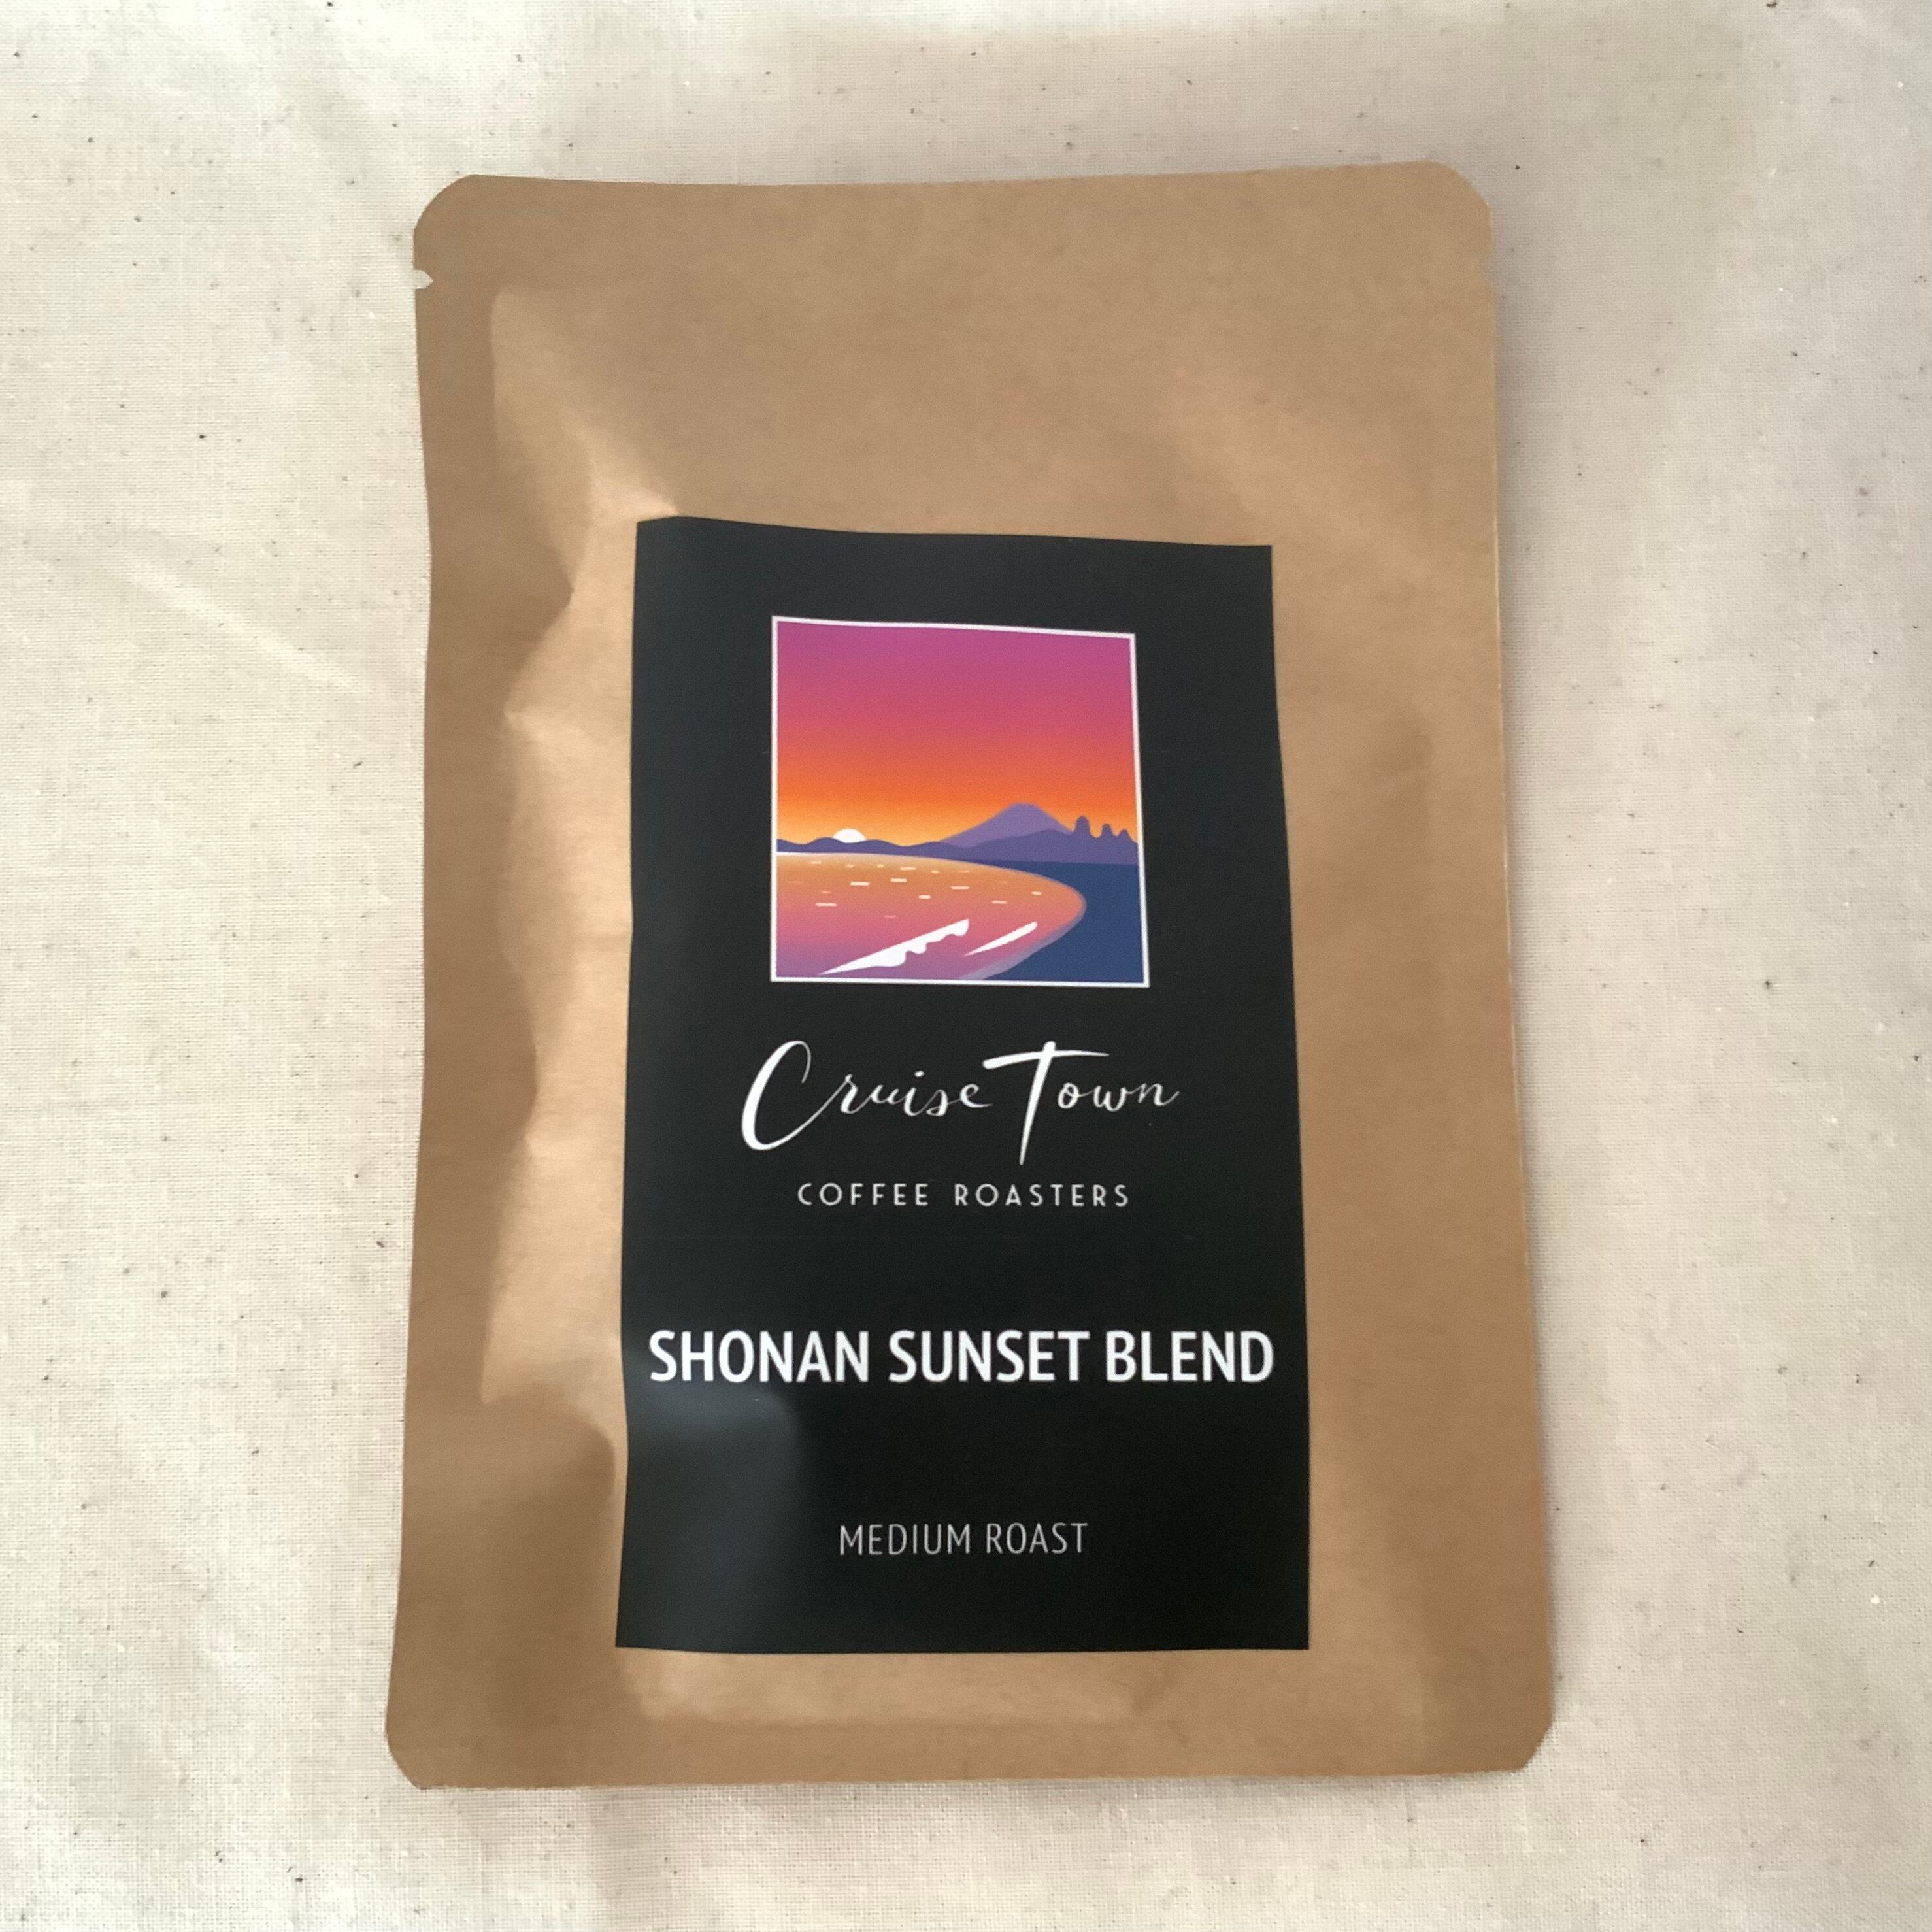 Cruise Town
COFFEE ROASTERS
SHONAN SUNSET BLEND
MEDIUM ROAST